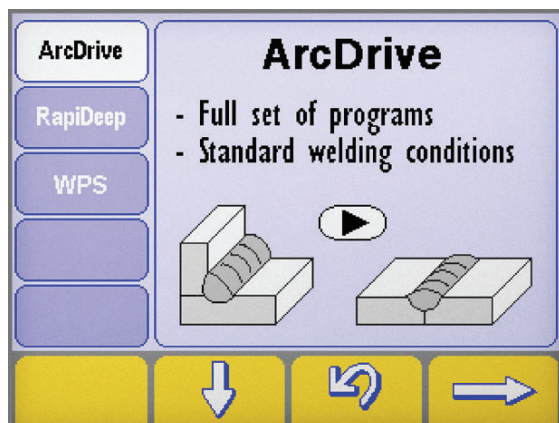 ArcDrive
RapiDeep
WPS
ArcDrive
- Full set of programs
- Standard welding conditions